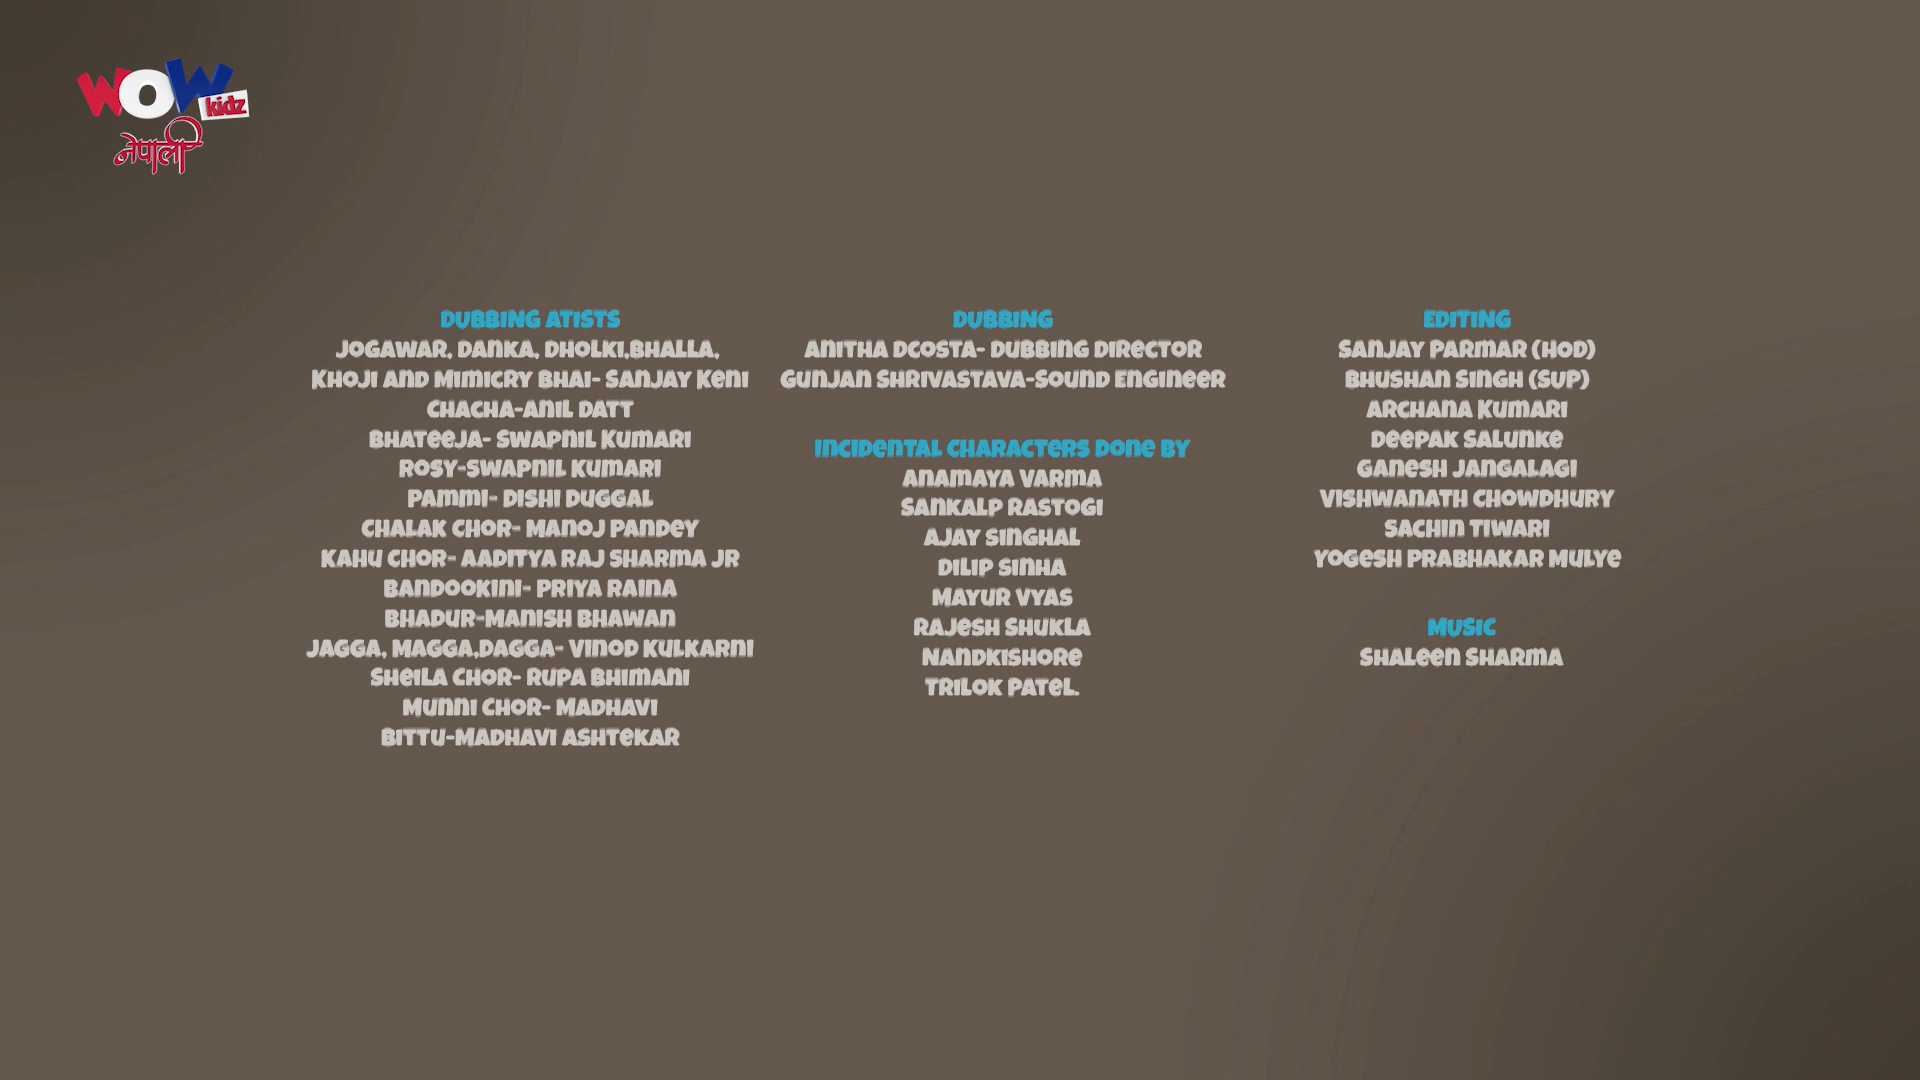 WOW
kidz
नेपाली
DUBBING ATISTS
JOGAWAR, DANKA, DHOLKI,BHALLA,
KHOJI AND MIMICRY BHAI- SANJAY KENI
CHACHA-ANIL DATT
BHATEEJA- SWAPNIL KUMARI
ROSY-SWAPNIL KUMARI
PAMMI- DISHI DUGGAL
CHALAK CHOR- MANOJ PANDEY
KAHU CHOR- AADITYA RAJ SHARMA JR
BANDOOKINI- PRIYA RAINA
BHADUR-MANISH BHAWAN
JAGGA, MAGGA,DAGGA- VINOD KULKARNI
SHEILA CHOR- RUPA BHIMANI
MUNNI CHOR- MADHAVI
BITTU-MADHAVI ASHTEKAR
DUBBING
ANITHA DCOSTA- DUBBING DIRECTOR
GUNJAN SHRIVASTAVA-SOUND ENGINEER
INCIDENTAL CHARACTERS DONE BY
ANAMAYA VARMA
SANKALP RASTOGI
AJAY SINGHAL
DILIP SINHA
MAYUR VYAS
RAJESH SHUKLA
NANDKISHORE
TRILOK PATEL.
EDITING
SANJAY PARMAR (HOD)
BHUSHAN SINGH (SUP)
ARCHANA KUMARI
DEEPAK SALUNKE
GANESH JANGALAGI
VISHWANATH CHOWDHURY
SACHIN TIWARI
YOGESH PRABHAKAR MULYE
MUSIC
SHALEEN SHARMA